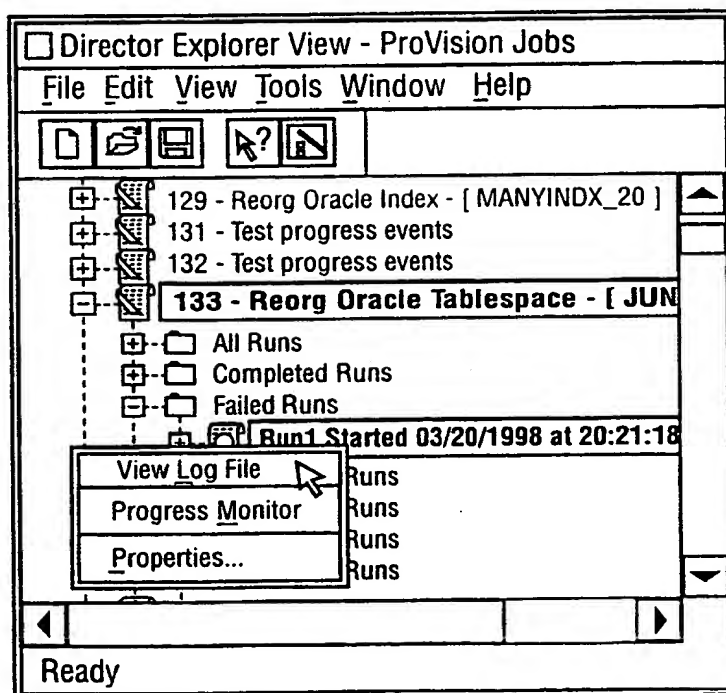 Director Explorer View - ProVision Jobs
File Edit View Tools Window Help
129 - Reorg Oracle Index - [ MANYINDX_20 ]
131 - Test progress events
132 - Test progress events
133 - Reorg Oracle Tablespace - [ JUN
All Runs
Completed Runs
Failed Runs
Run1 Started 03/20/1998 at 20:21:18
View Log File
Runs
Progress Monitor
Runs
Runs
Properties...
Runs
Ready